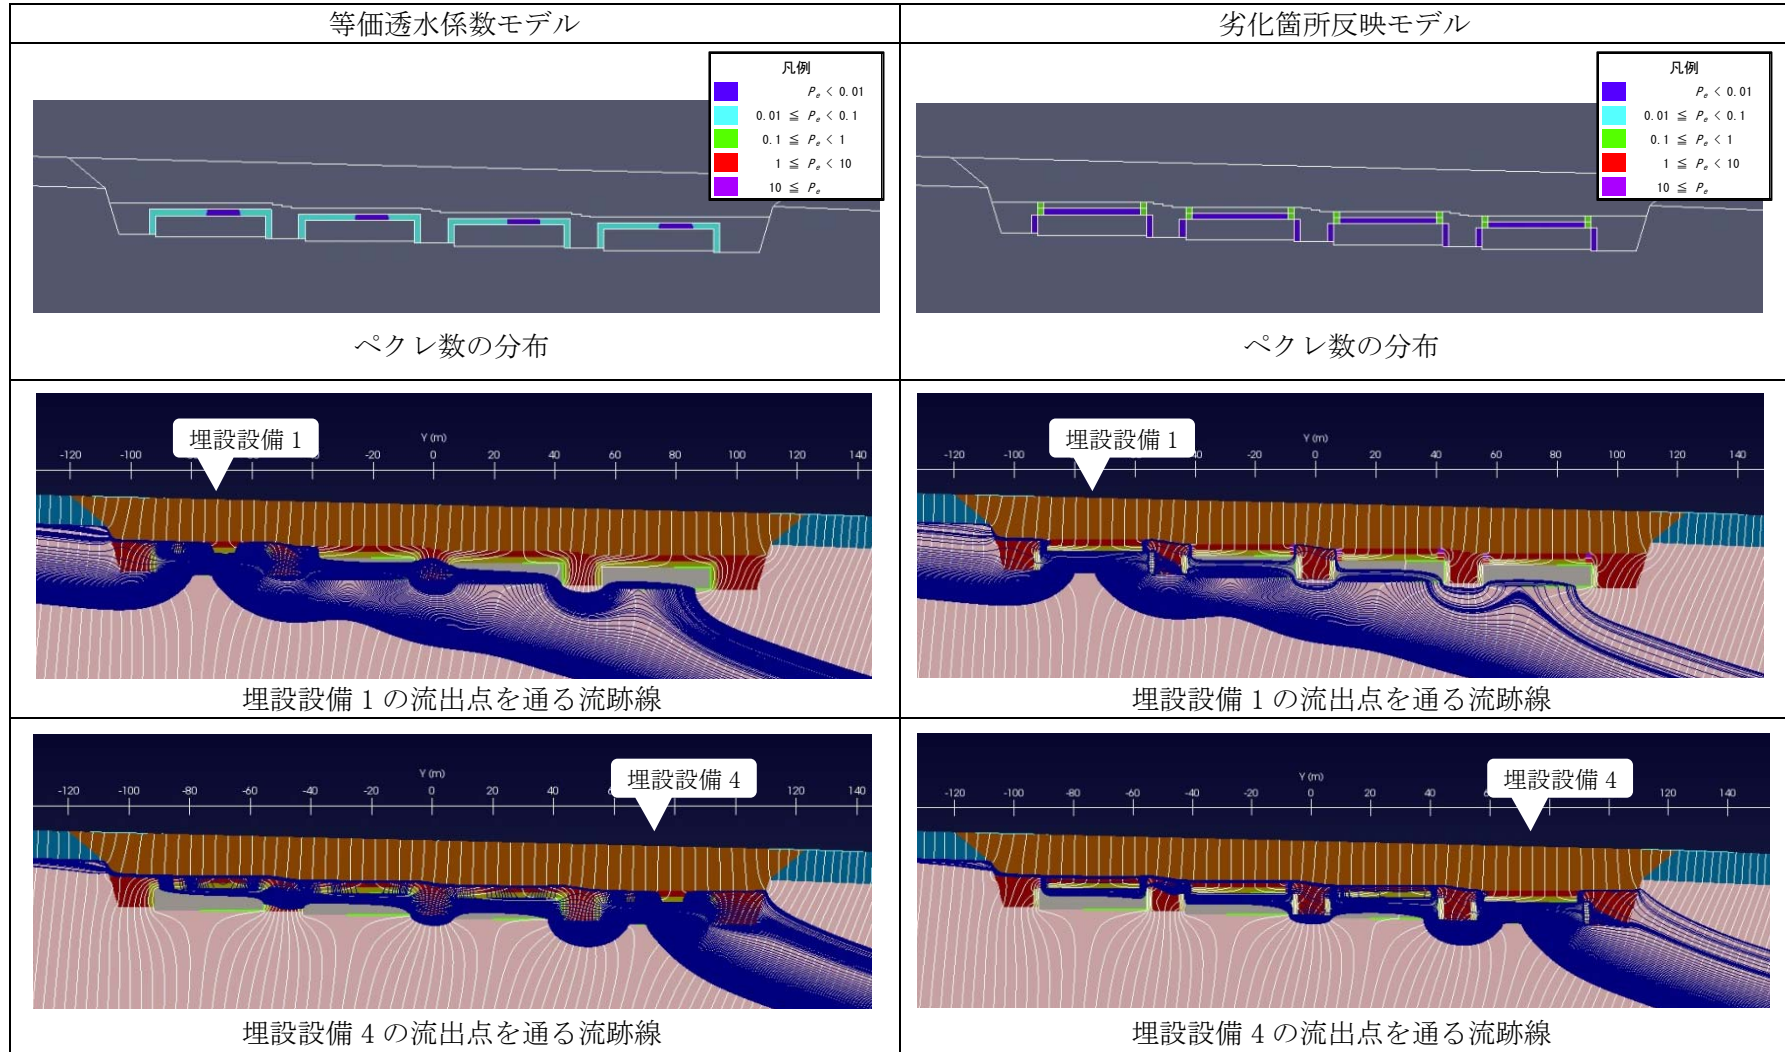 等価透水係数モデル
劣化箇所反映モデル
凡例
Pe < 0.01
0.01 ≦ Pe < 0.1
0.1 ≦ Pe < 1
1 ≦ Pe < 10
10 ≦ Pe
ペクレ数の分布
凡例
Pe < 0.01
0.01 ≦ Pe < 0.1
0.1 ≦ Pe < 1
1 ≦ Pe < 10
10 ≦ Pe
ペクレ数の分布
埋設設備 1
Y (m)
-120 -100 -20 0 20 40 60 80 100 120 140
埋設設備 1 の流出点を通る流跡線
埋設設備 1
Y (m)
-120 -100 -40 -20 0 20 40 60 80 100 120 140
埋設設備 1 の流出点を通る流跡線
Y (m)
埋設設備 4
-120 -100 -80 -60 -40 -20 0 20 40 120 140
埋設設備 4 の流出点を通る流跡線
Y (m)
埋設設備 4
-120 -100 -80 -60 -40 -20 0 20 40 120 140
埋設設備 4 の流出点を通る流跡線